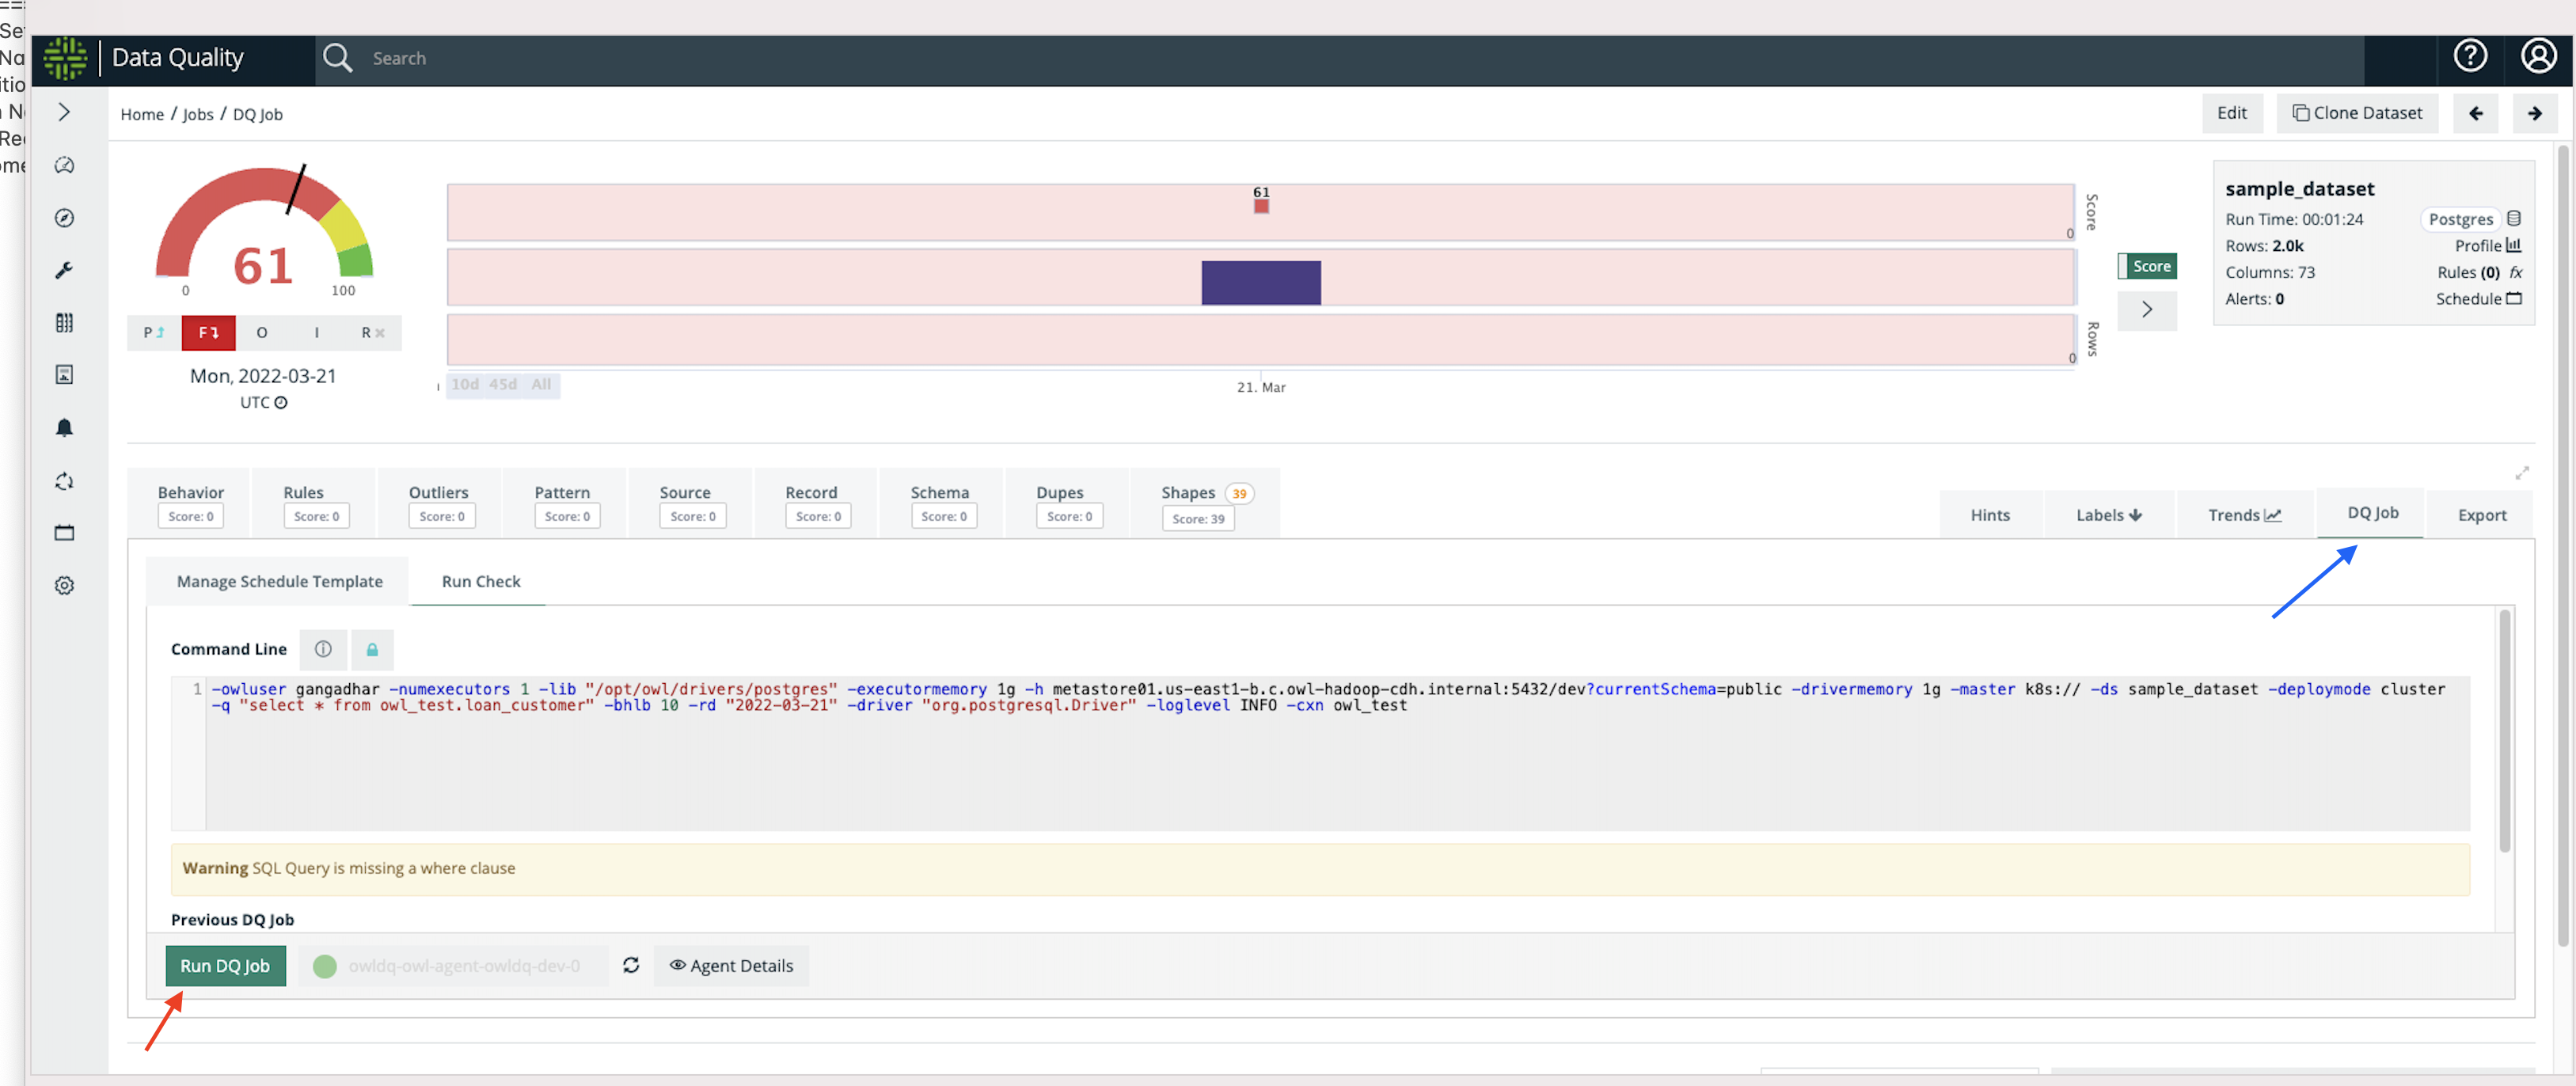 Data Quality
Search
Home / Jobs / DQ Job
Edit
Clone Dataset
61
0
100
P
F
O
I
R
Mon, 2022-03-21
UTC
61
Score
0
Rows
0
10d 45d All
21. Mar
Score
sample_dataset
Run Time: 00:01:24
Postgres
Rows: 2.0k
Profile
Columns: 73
Rules (0) fx
Alerts: 0
Schedule
Behavior
Score: 0
Rules
Score: 0
Outliers
Score: 0
Pattern
Score: 0
Source
Score: 0
Record
Score: 0
Schema
Score: 0
Dupes
Score: 0
Shapes 39
Score: 39
Hints
Labels
Trends
DQ Job
Export
Manage Schedule Template
Run Check
Command Line
1 -owluser gangadhar -numexecutors 1 -lib "/opt/owl/drivers/postgres" -executormemory 1g -h metastore01.us-east1-b.c.owl-hadoop-cdh.internal:5432/dev?currentSchema=public -drivermemory 1g -master k8s:// -ds sample_dataset -deploymode cluster
-q "select * from owl_test.loan_customer" -bhlb 10 -rd "2022-03-21" -driver "org.postgresql.Driver" -loglevel INFO -cxn owl_test
Warning SQL Query is missing a where clause
Previous DQ Job
Run DQ Job
owldq-owl-agent-owldq-dev-0
Agent Details